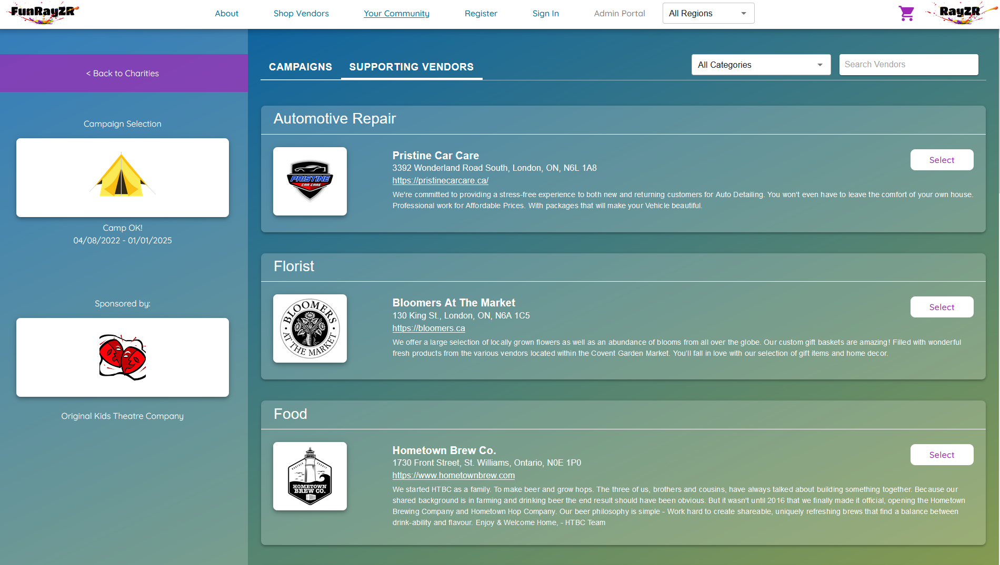 FunRayZR
About
Shop Vendors
Your Community
Register
Sign In
Admin Portal
All Regions
RayZR
< Back to Charities
Campaign Selection
Camp OK!
04/08/2022 - 01/01/2025
Sponsored by:
Original Kids Theatre Company
CAMPAIGNS
SUPPORTING VENDORS
All Categories
Search Vendors
Automotive Repair
PRISTINE
CAR CARE
Pristine Car Care
3392 Wonderland Road South, London, ON, N6L 1A8
https://pristinecarcare.ca/
We're committed to providing a stress-free experience to both new and returning customers for Auto Detailing. You won't even have to leave the comfort of your own house.
Professional work for Affordable Prices. With packages that will make your Vehicle beautiful.
Select
Florist
BLOOMERS
AT THE MARKET
Bloomers At The Market
130 King St., London, ON, N6A 1C5
https://bloomers.ca
We offer a large selection of locally grown flowers as well as an abundance of blooms from all over the globe. Our custom gift baskets are amazing! Filled with wonderful
fresh products from the various vendors located within the Covent Garden Market. You'll fall in love with our selection of gift items and home decor.
Select
Food
NORFOLK COUNTY
HOMETOWN
BREW CO.
Hometown Brew Co.
1730 Front Street, St. Williams, Ontario, N0E 1P0
https://www.hometownbrew.com
We started HTBC as a family. To make beer and grow hops. The three of us, brothers and cousins, have always talked about building something together. Because our
shared background is in farming and drinking beer the end result should have been obvious. But it wasn't until 2016 that we finally made it official, opening the Hometown
Brewing Company and Hometown Hop Company. Our beer philosophy is simple - Work hard to create shareable, uniquely refreshing brews that find a balance between
drink-ability and flavour. Enjoy & Welcome Home, - HTBC Team
Select